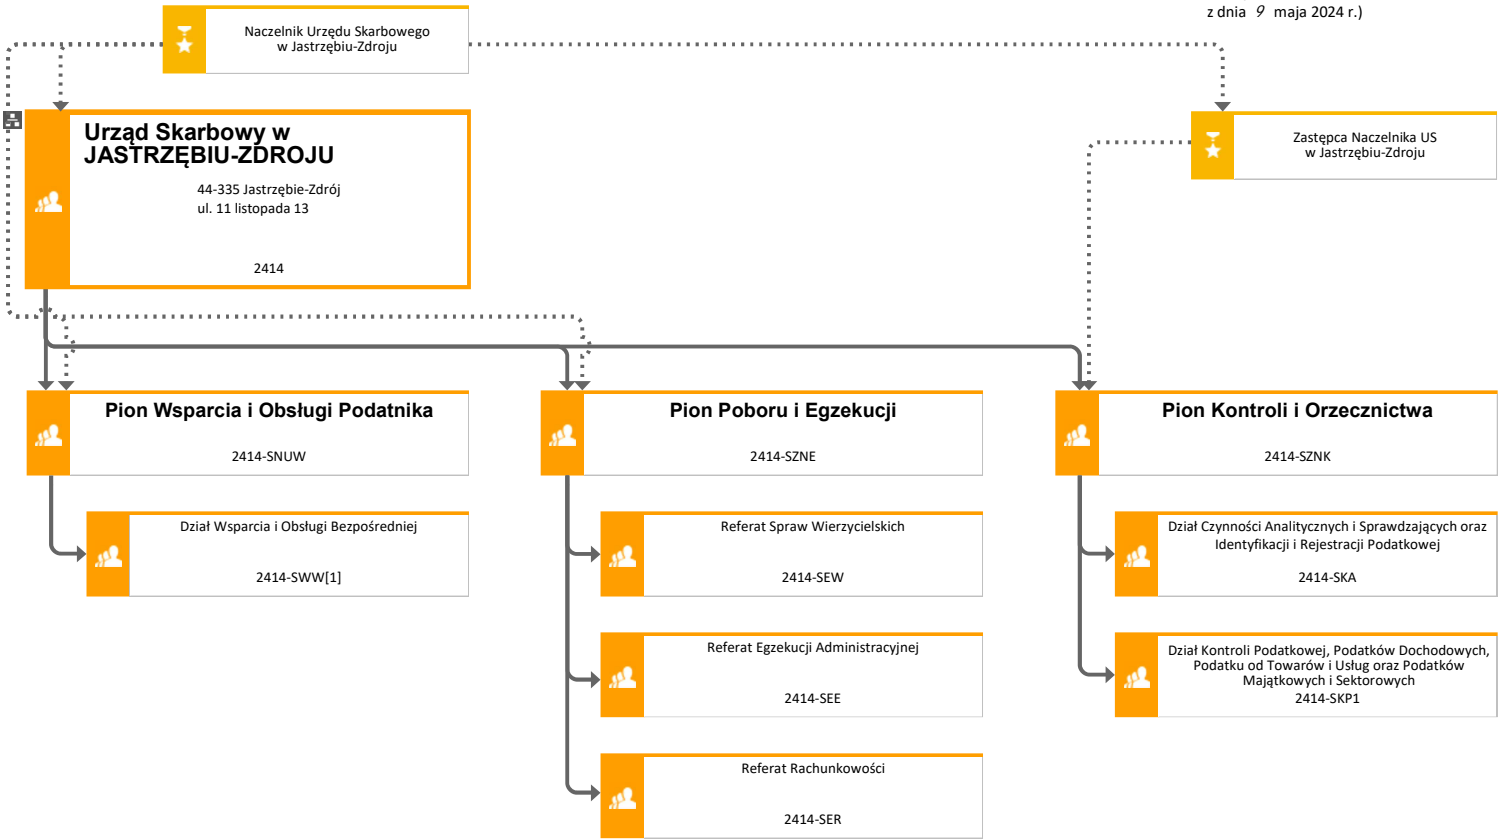 z dnia 9 maja 2024 r.)
Naczelnik Urzędu Skarbowego
w Jastrzębiu-Zdroju
Urząd Skarbowy w
JASTRZĘBIU-ZDROJU
44-335 Jastrzębie-Zdrój
ul. 11 listopada 13
2414
Zastępca Naczelnika US
w Jastrzębiu-Zdroju
Pion Wsparcia i Obsługi Podatnika
2414-SNUW
Dział Wsparcia i Obsługi Bezpośredniej
2414-SWW[1]
Pion Poboru i Egzekucji
2414-SZNE
Referat Spraw Wierzycielskich
2414-SEW
Referat Egzekucji Administracyjnej
2414-SEE
Referat Rachunkowości
2414-SER
Pion Kontroli i Orzecznictwa
2414-SZNK
Dział Czynności Analitycznych i Sprawdzających oraz
Identyfikacji i Rejestracji Podatkowej
2414-SKA
Dział Kontroli Podatkowej, Podatków Dochodowych,
Podatku od Towarów i Usług oraz Podatków
Majątkowych i Sektorowych
2414-SKP1